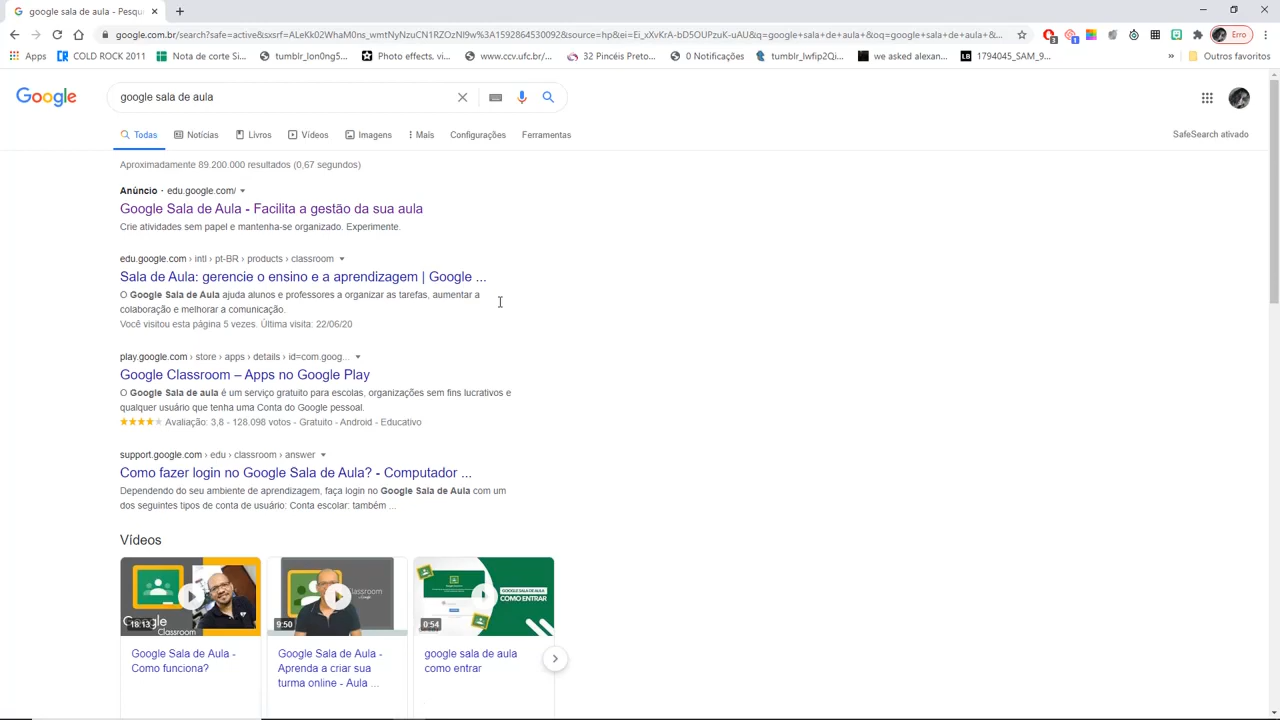 google sala de aula - pesqu
google.com.br/search?safe=active&sxsrf=ALeKk02WhaM0ns_wmtNyNzuCN1RZOzNl9w%3A1592864530092&source=hp&ei=Ei_xXvKrA-bD5OUPzuK-uAU&q=google+sala+de+aula+&oq=google+sala+de+aula+&...
3
1
Erro
Apps
COLD ROCK 2011
Nota de corte Si...
tumblr_lon0ng5...
Photo effects, vi...
www.ccv.ufc.br/...
32 Pincéis Preto...
0 Notificações
tumblr_lwfip2Qi...
we asked alexan...
LB 1794045_SAM_9...
»
Outros favoritos
Google
google sala de aula
Todas
Notícias
Livros
Vídeos
Imagens
Mais
Configurações
Ferramentas
SafeSearch ativado
Aproximadamente 89.200.000 resultados (0,67 segundos)
Anúncio · edu.google.com/
Google Sala de Aula - Facilita a gestão da sua aula
Crie atividades sem papel e mantenha-se organizado. Experimente.
edu.google.com › intl › pt-BR › products › classroom
Sala de Aula: gerencie o ensino e a aprendizagem | Google ...
O Google Sala de Aula ajuda alunos e professores a organizar as tarefas, aumentar a
colaboração e melhorar a comunicação.
Você visitou esta página 5 vezes. Última visita: 22/06/20
play.google.com › store › apps › details › id=com.goog...
Google Classroom – Apps no Google Play
O Google Sala de aula é um serviço gratuito para escolas, organizações sem fins lucrativos e
qualquer usuário que tenha uma Conta do Google pessoal.
Avaliação: 3,8 - 128.098 votos - Gratuito - Android - Educativo
support.google.com › edu › classroom › answer
Como fazer login no Google Sala de Aula? - Computador ...
Dependendo do seu ambiente de aprendizagem, faça login no Google Sala de Aula com um
dos seguintes tipos de conta de usuário: Conta escolar: também ...
Vídeos
Google
Classroom
18:13
Classroom
9:50
GOOGLE SALA DE AULA
COMO ENTRAR
0:54
Google Sala de Aula -
Como funciona?
Google Sala de Aula -
Aprenda a criar sua
turma online - Aula ...
google sala de aula
como entrar